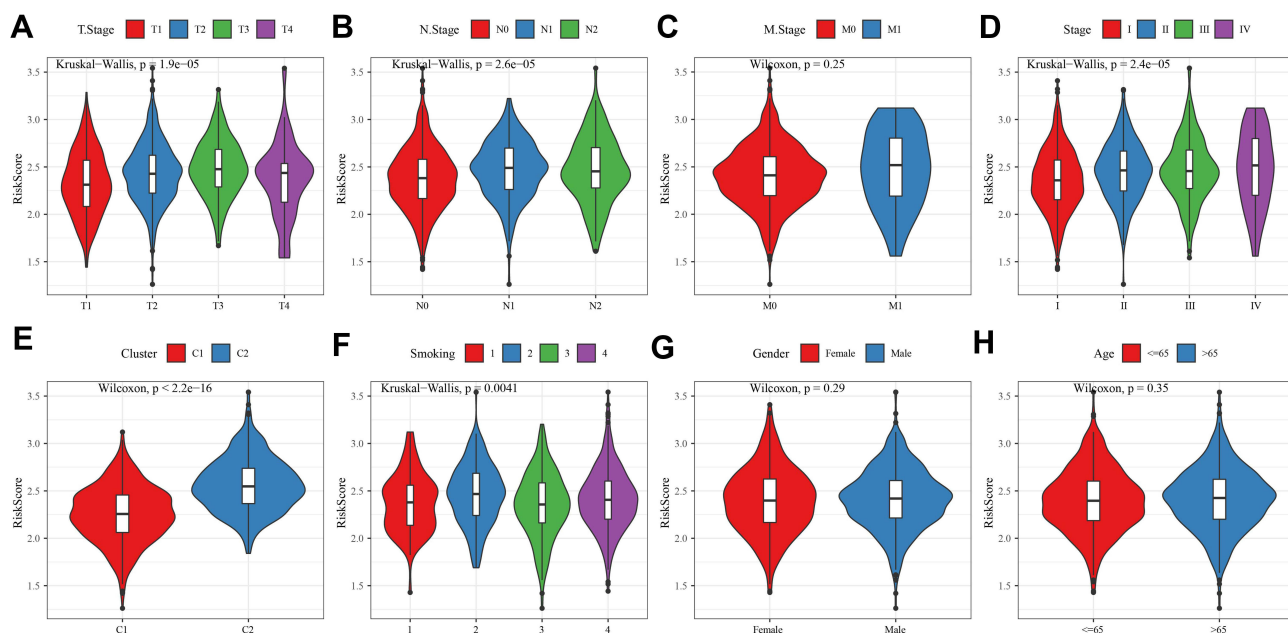 A T.Stage T1 T2 T3 T4
Kruskal−Wallis, p = 1.9e−05
RiskScore
3.5
3.0
2.5
2.0
1.5
T1 T2 T3 T4
B N.Stage N0 N1 N2
Kruskal−Wallis, p = 2.6e−05
RiskScore
3.5
3.0
2.5
2.0
1.5
N0 N1 N2
C M.Stage M0 M1
Wilcoxon, p = 0.25
RiskScore
3.5
3.0
2.5
2.0
1.5
M0 M1
D Stage I II III IV
Kruskal−Wallis, p = 2.4e−05
RiskScore
3.5
3.0
2.5
2.0
1.5
I II III IV
E Cluster C1 C2
Wilcoxon, p < 2.2e−16
RiskScore
3.5
3.0
2.5
2.0
1.5
C1 C2
F Smoking 1 2 3 4
Kruskal−Wallis, p = 0.0041
RiskScore
3.5
3.0
2.5
2.0
1.5
1 2 3 4
G Gender Female Male
Wilcoxon, p = 0.29
RiskScore
3.5
3.0
2.5
2.0
1.5
Female Male
H Age <=65 >65
Wilcoxon, p = 0.35
RiskScore
3.5
3.0
2.5
2.0
1.5
<=65 >65